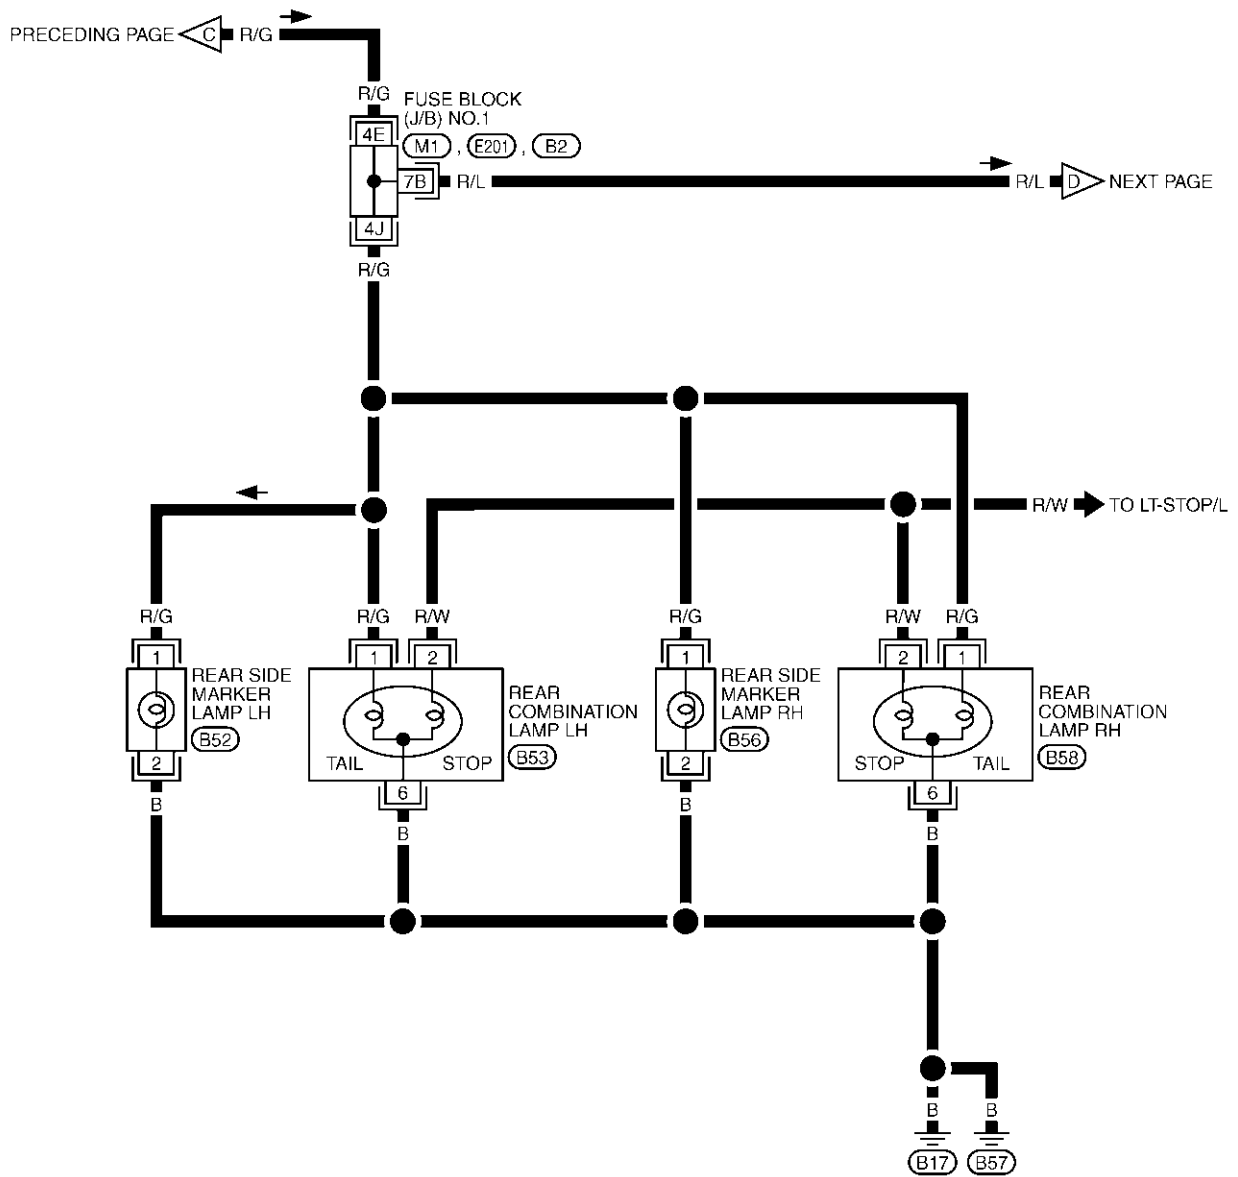 PRECEDING PAGE C R/G
R/G
FUSE BLOCK
(J/B) NO.1
4E
M1 , E201 , B2
7B R/L R/L D NEXT PAGE
4J
R/G
R/W TO LT-STOP/L
R/G R/G R/W R/G R/W R/G
1 1 2 1 2 1
REAR SIDE
MARKER
LAMP LH
B52
REAR
COMBINATION
LAMP LH
B53
TAIL STOP
REAR SIDE
MARKER
LAMP RH
B56
REAR
COMBINATION
LAMP RH
B58
STOP TAIL
2 6 2 6
B B B B
B B
B17 B57